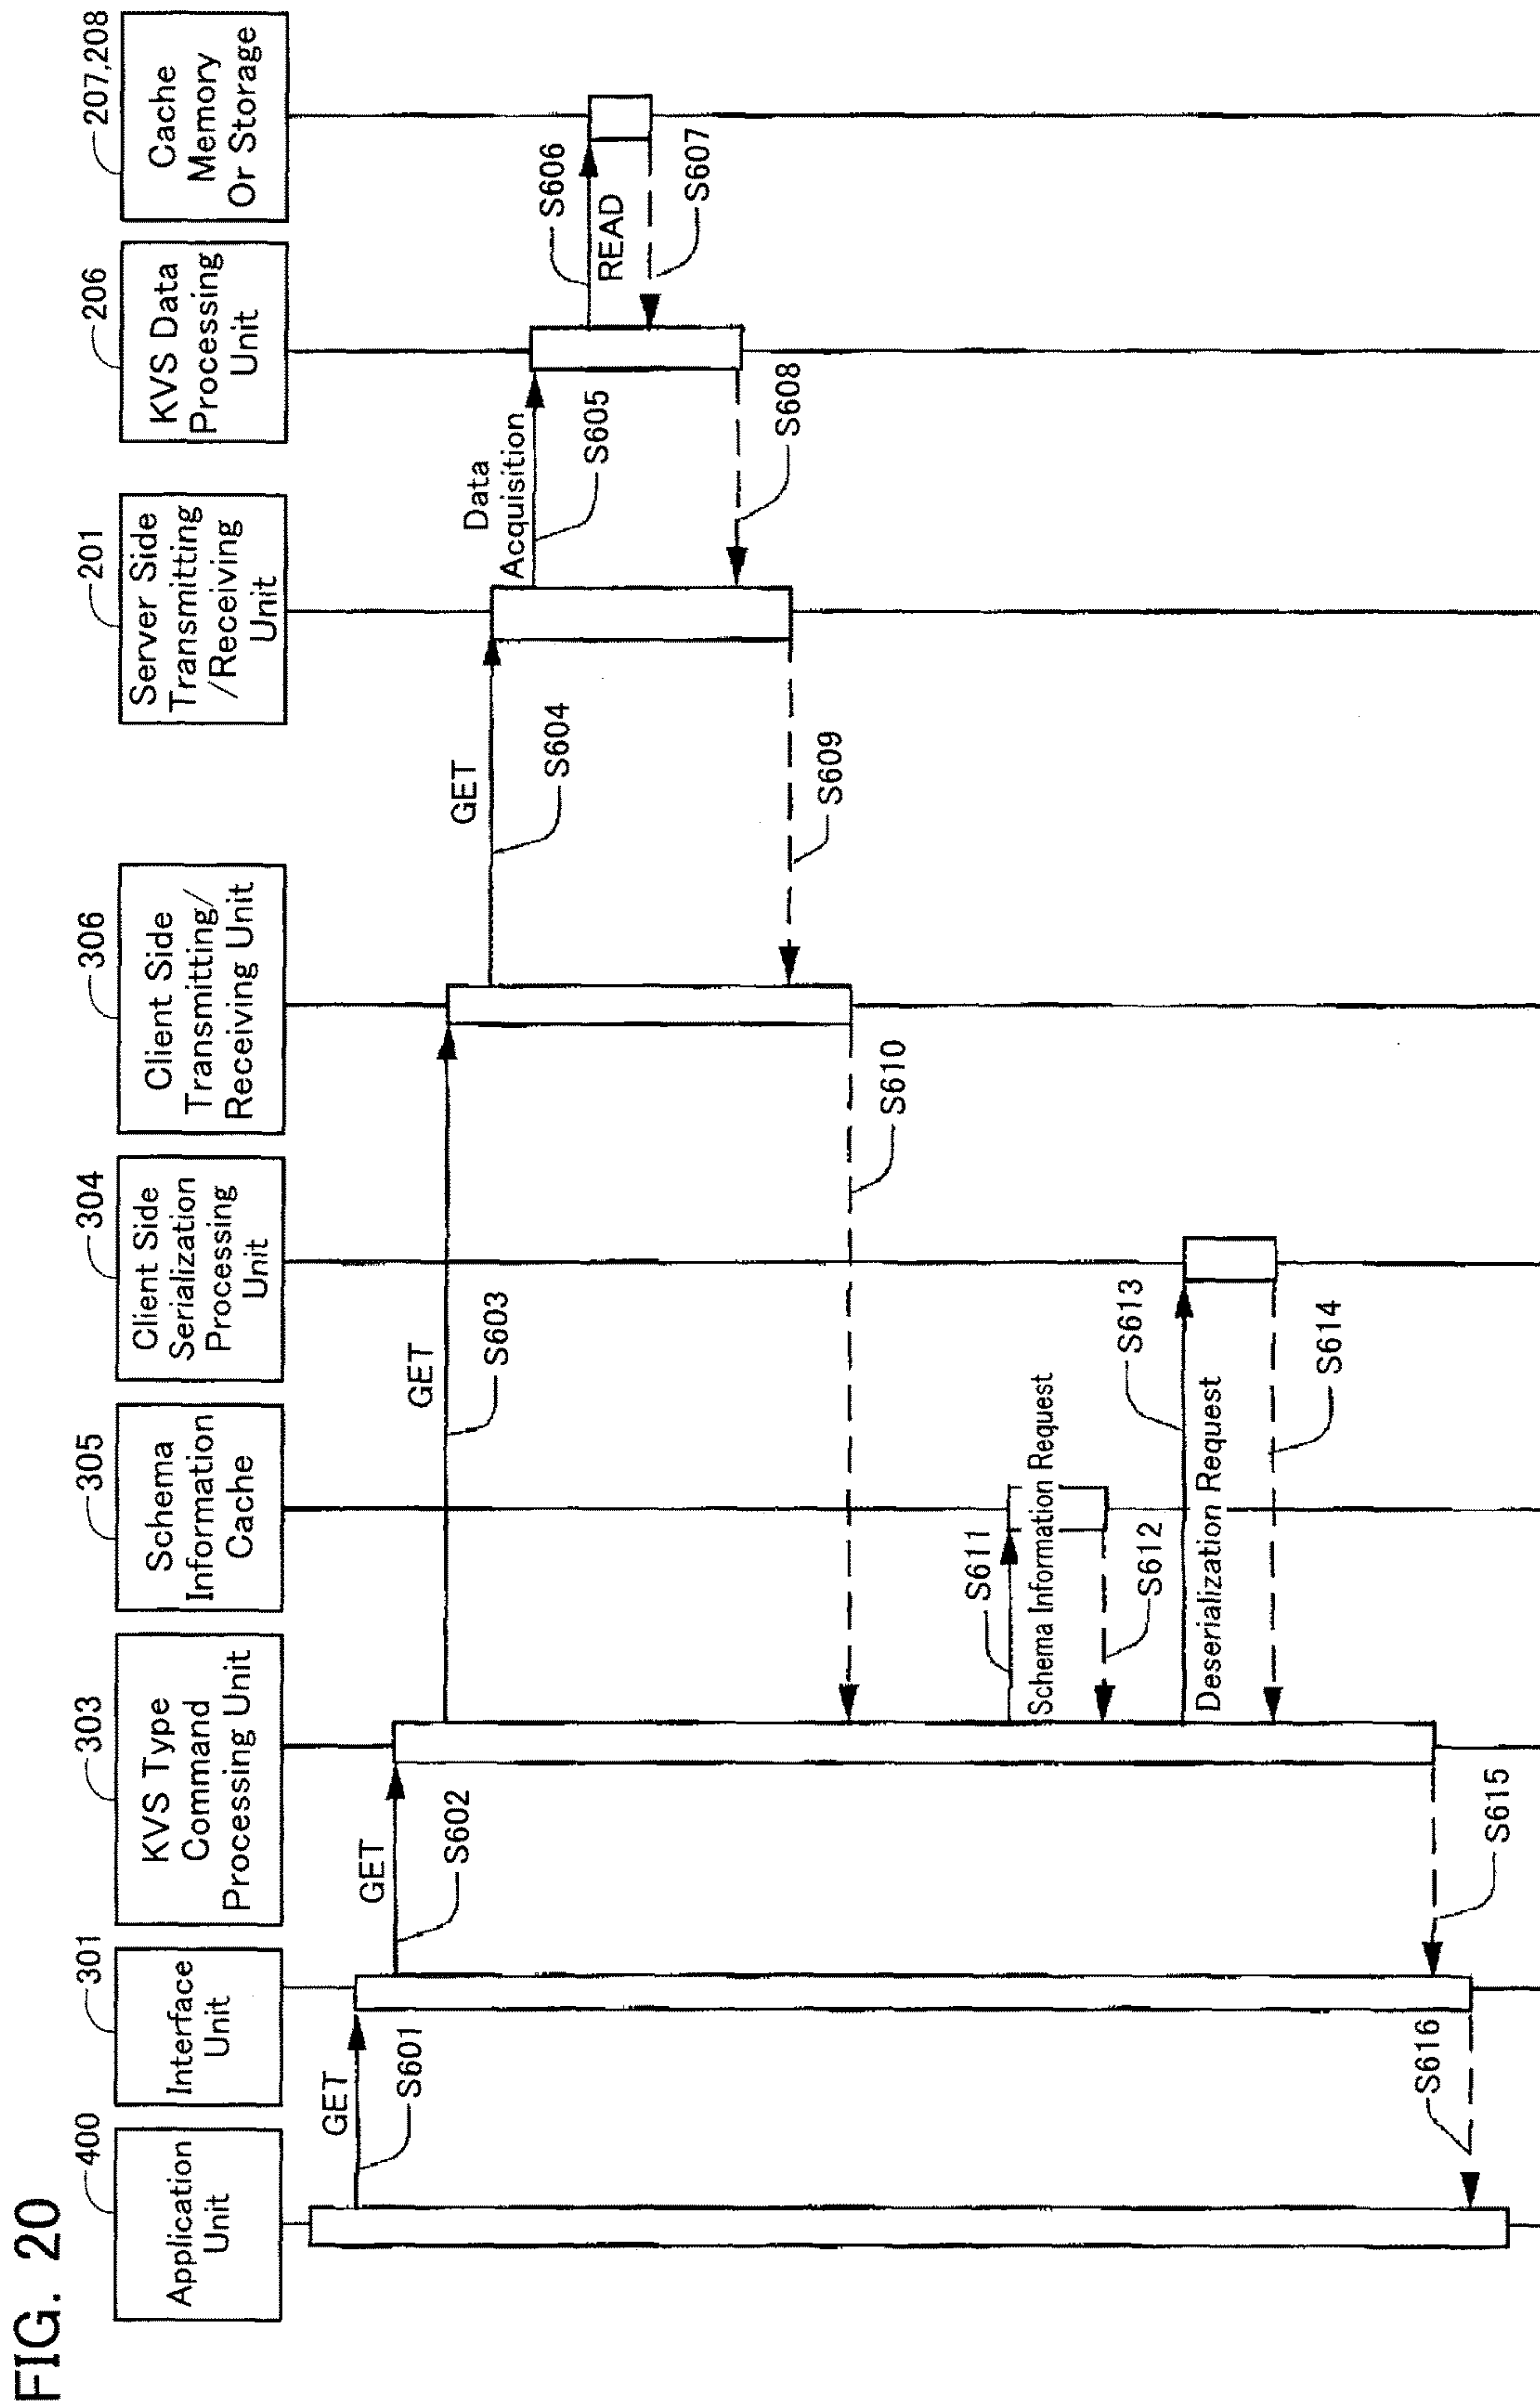 FIG. 20
400
Application
Unit
301
Interface
Unit
303
KVS Type
Command
Processing Unit
305
Schema
Information
Cache
304
Client Side
Serialization
Processing
Unit
306
Client Side
Transmitting/
Receiving Unit
201
Server Side
Transmitting
/Receiving
Unit
206
KVS Data
Processing
Unit
207,208
Cache
Memory
Or Storage
GET
S601
GET
S602
GET
S603
GET
S604
Data
Acquisition
S605
S606
READ
S607
S608
S609
S610
S611
Schema Information Request
S612
S613
Deserialization Request
S614
S615
S616